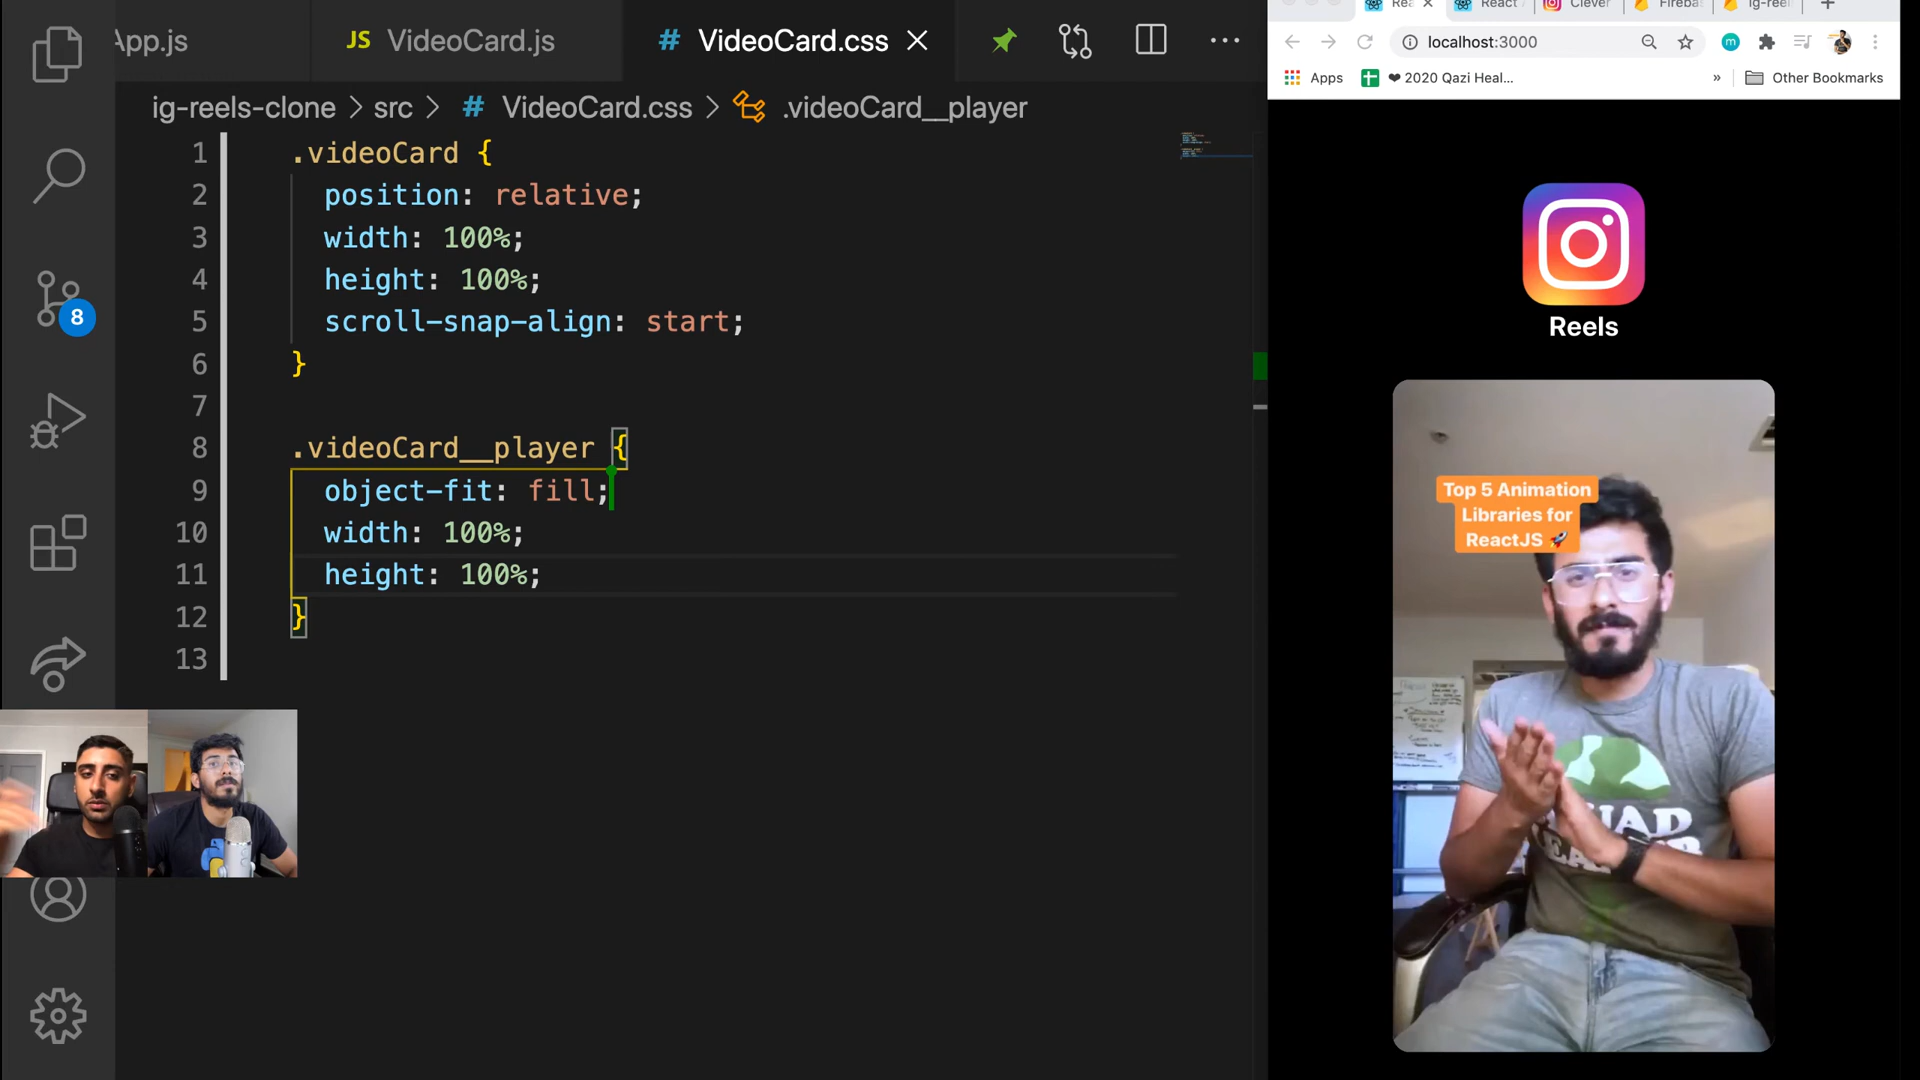 App.js
JS VideoCard.js
# VideoCard.css
ig-reels-clone > src > # VideoCard.css > .videoCard__player
1 .videoCard {
2 position: relative;
3 width: 100%;
4 height: 100%;
5 scroll-snap-align: start;
6 }
7
8 .videoCard__player {
9 object-fit: fill;
10 width: 100%;
11 height: 100%;
12 }
13
8
Clever
localhost:3000
m
Apps
❤ 2020 Qazi Heal...
»
Other Bookmarks
Reels
Top 5 Animation
Libraries for
ReactJS 🚀